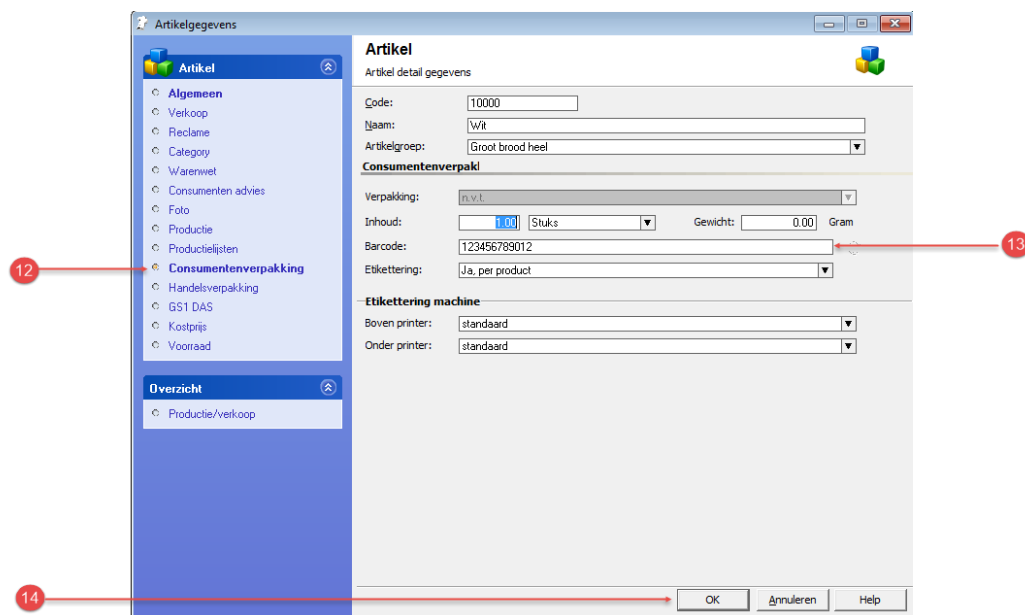 Artikelgegevens
Artikel
Algemeen
Verkoop
Reclame
Category
Warenwet
Consumenten advies
Foto
Productie
Productielijsten
12
Consumentenverpakking
Handelsverpakking
GS1 DAS
Kostprijs
Voorraad
Overzicht
Productie/verkoop
Artikel
Artikel detail gegevens
Code: 10000
Naam: Wit
Artikelgroep: Groot brood heel
Consumentenverpakl
Verpakking: n.v.t.
Inhoud: 1.00 Stuks Gewicht: 0.00 Gram
Barcode: 123456789012 13
Etikettering: Ja, per product
Etikettering machine
Boven printer: standaard
Onder printer: standaard
14 OK Annuleren Help